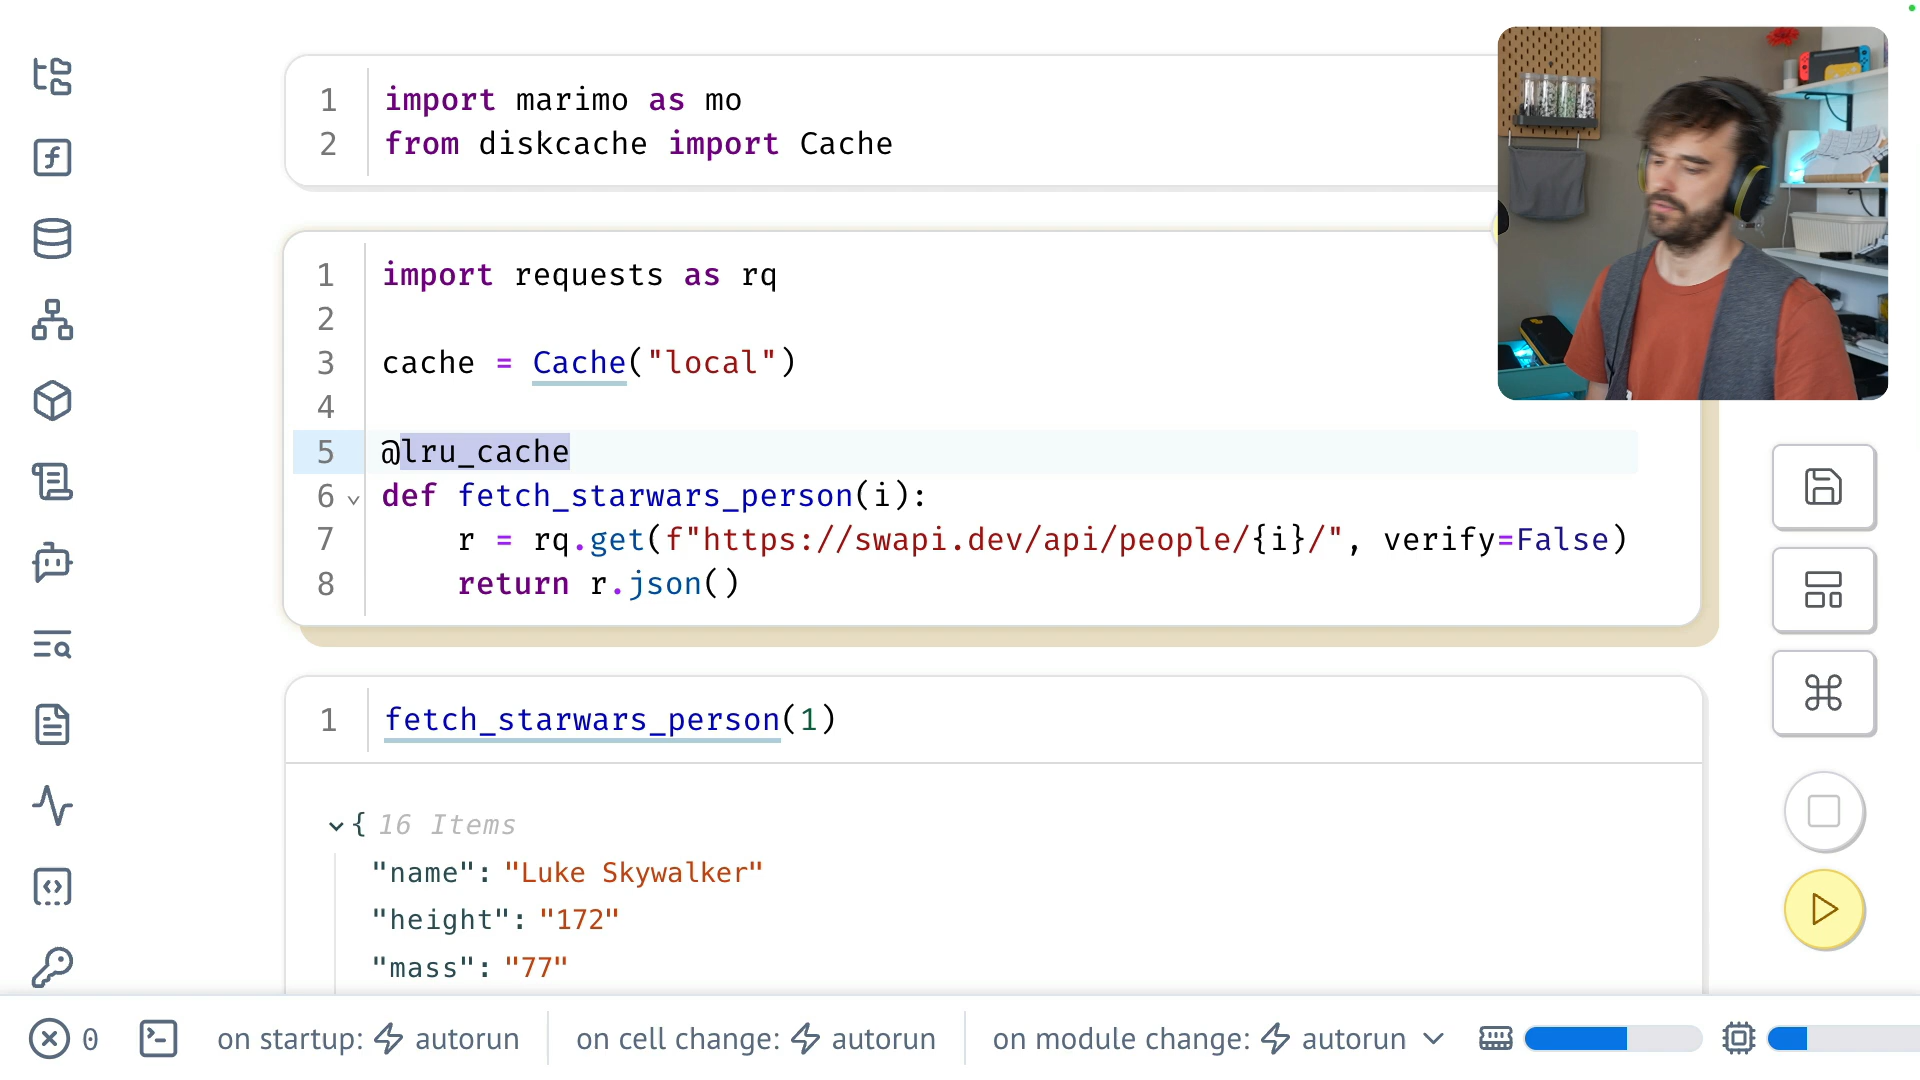 1 import marimo as mo
2 from diskcache import Cache
1 import requests as rq
2
3 cache = Cache("local")
4
5 @lru_cache
6 def fetch_starwars_person(i):
7     r = rq.get(f"https://swapi.dev/api/people/{i}/", verify=False)
8     return r.json()
1 fetch_starwars_person(1)
{ 16 Items
"name": "Luke Skywalker"
"height": "172"
"mass": "77"
0 on startup: autorun on cell change: autorun on module change: autorun